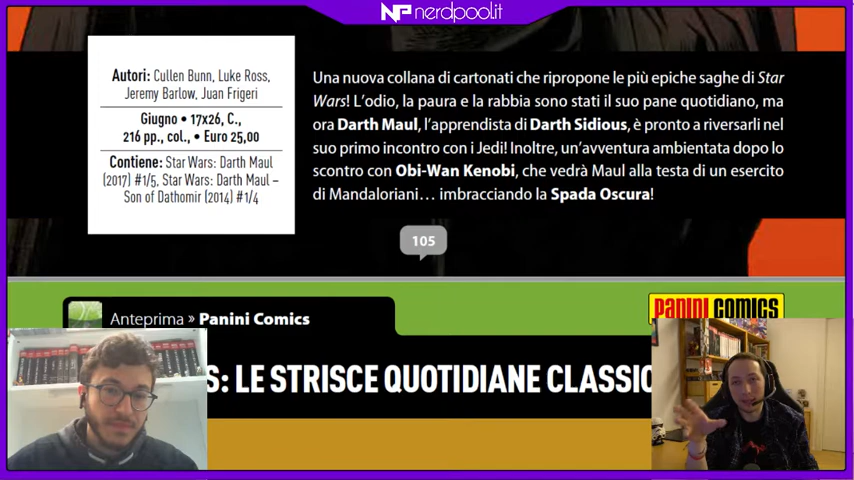 NP nerdpool.it
Autori: Cullen Bunn, Luke Ross,
Jeremy Barlow, Juan Frigeri
Giugno • 17x26, C.,
216 pp., col., • Euro 25,00
Contiene: Star Wars: Darth Maul
(2017) #1/5, Star Wars: Darth Maul –
Son of Dathomir (2014) #1/4
Una nuova collana di cartonati che ripropone le più epiche saghe di Star
Wars! L'odio, la paura e la rabbia sono stati il suo pane quotidiano, ma
ora Darth Maul, l'apprendista di Darth Sidious, è pronto a riversarli nel
suo primo incontro con i Jedi! Inoltre, un'avventura ambientata dopo lo
scontro con Obi-Wan Kenobi, che vedrà Maul alla testa di un esercito
di Mandaloriani… imbracciando la Spada Oscura!
105
Anteprima » Panini Comics
PANINI COMICS
S: LE STRISCE QUOTIDIANE CLASSIC